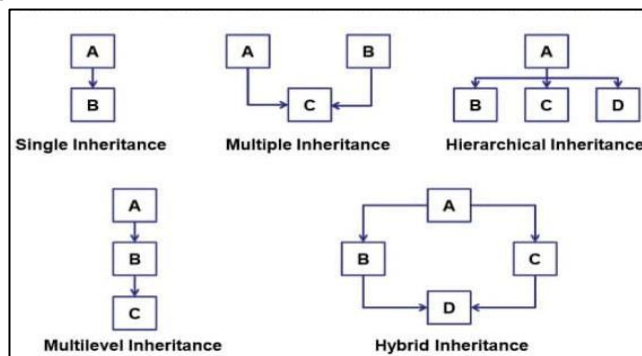 A
B
Single Inheritance
A B
C
Multiple Inheritance
A
B C D
Hierarchical Inheritance
A
B
C
Multilevel Inheritance
A
B C
D
Hybrid Inheritance